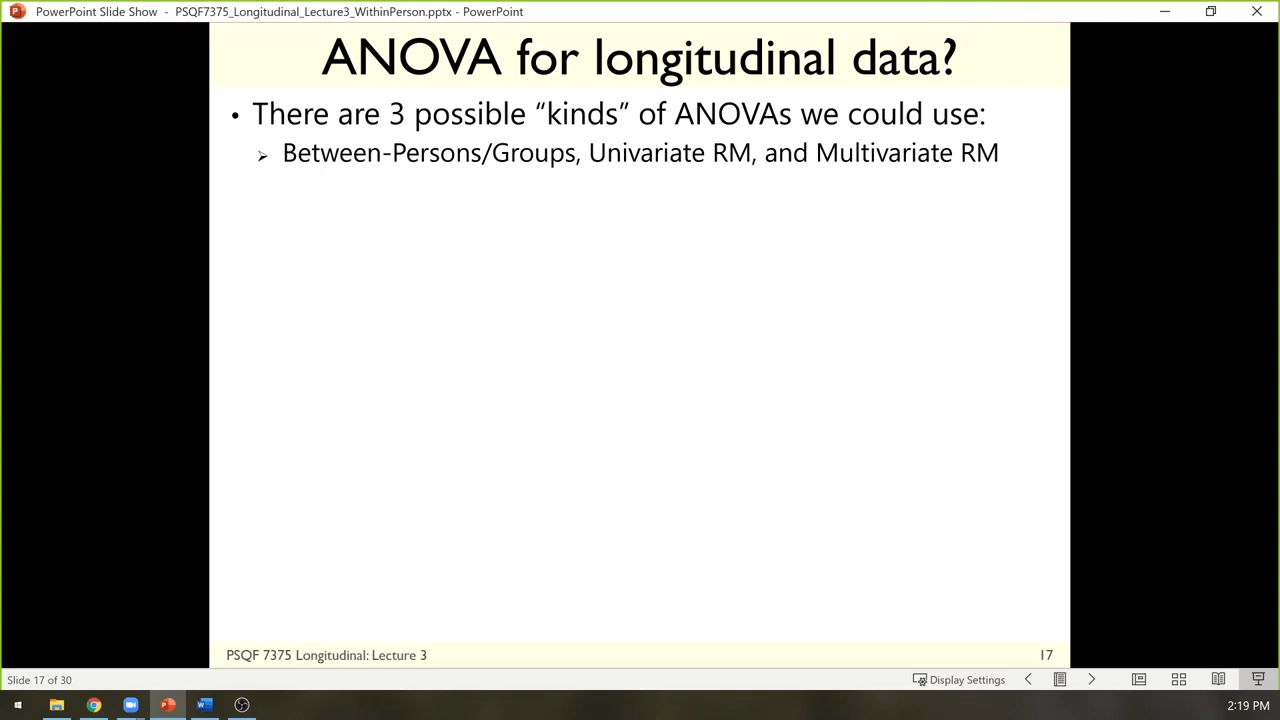 PowerPoint Slide Show - PSQF7375_Longitudinal_Lecture3_WithinPerson.pptx - PowerPoint
ANOVA for longitudinal data?
• There are 3 possible “kinds” of ANOVAs we could use:
➢ Between-Persons/Groups, Univariate RM, and Multivariate RM
PSQF 7375 Longitudinal: Lecture 3
17
Slide 17 of 30
Display Settings
2:19 PM